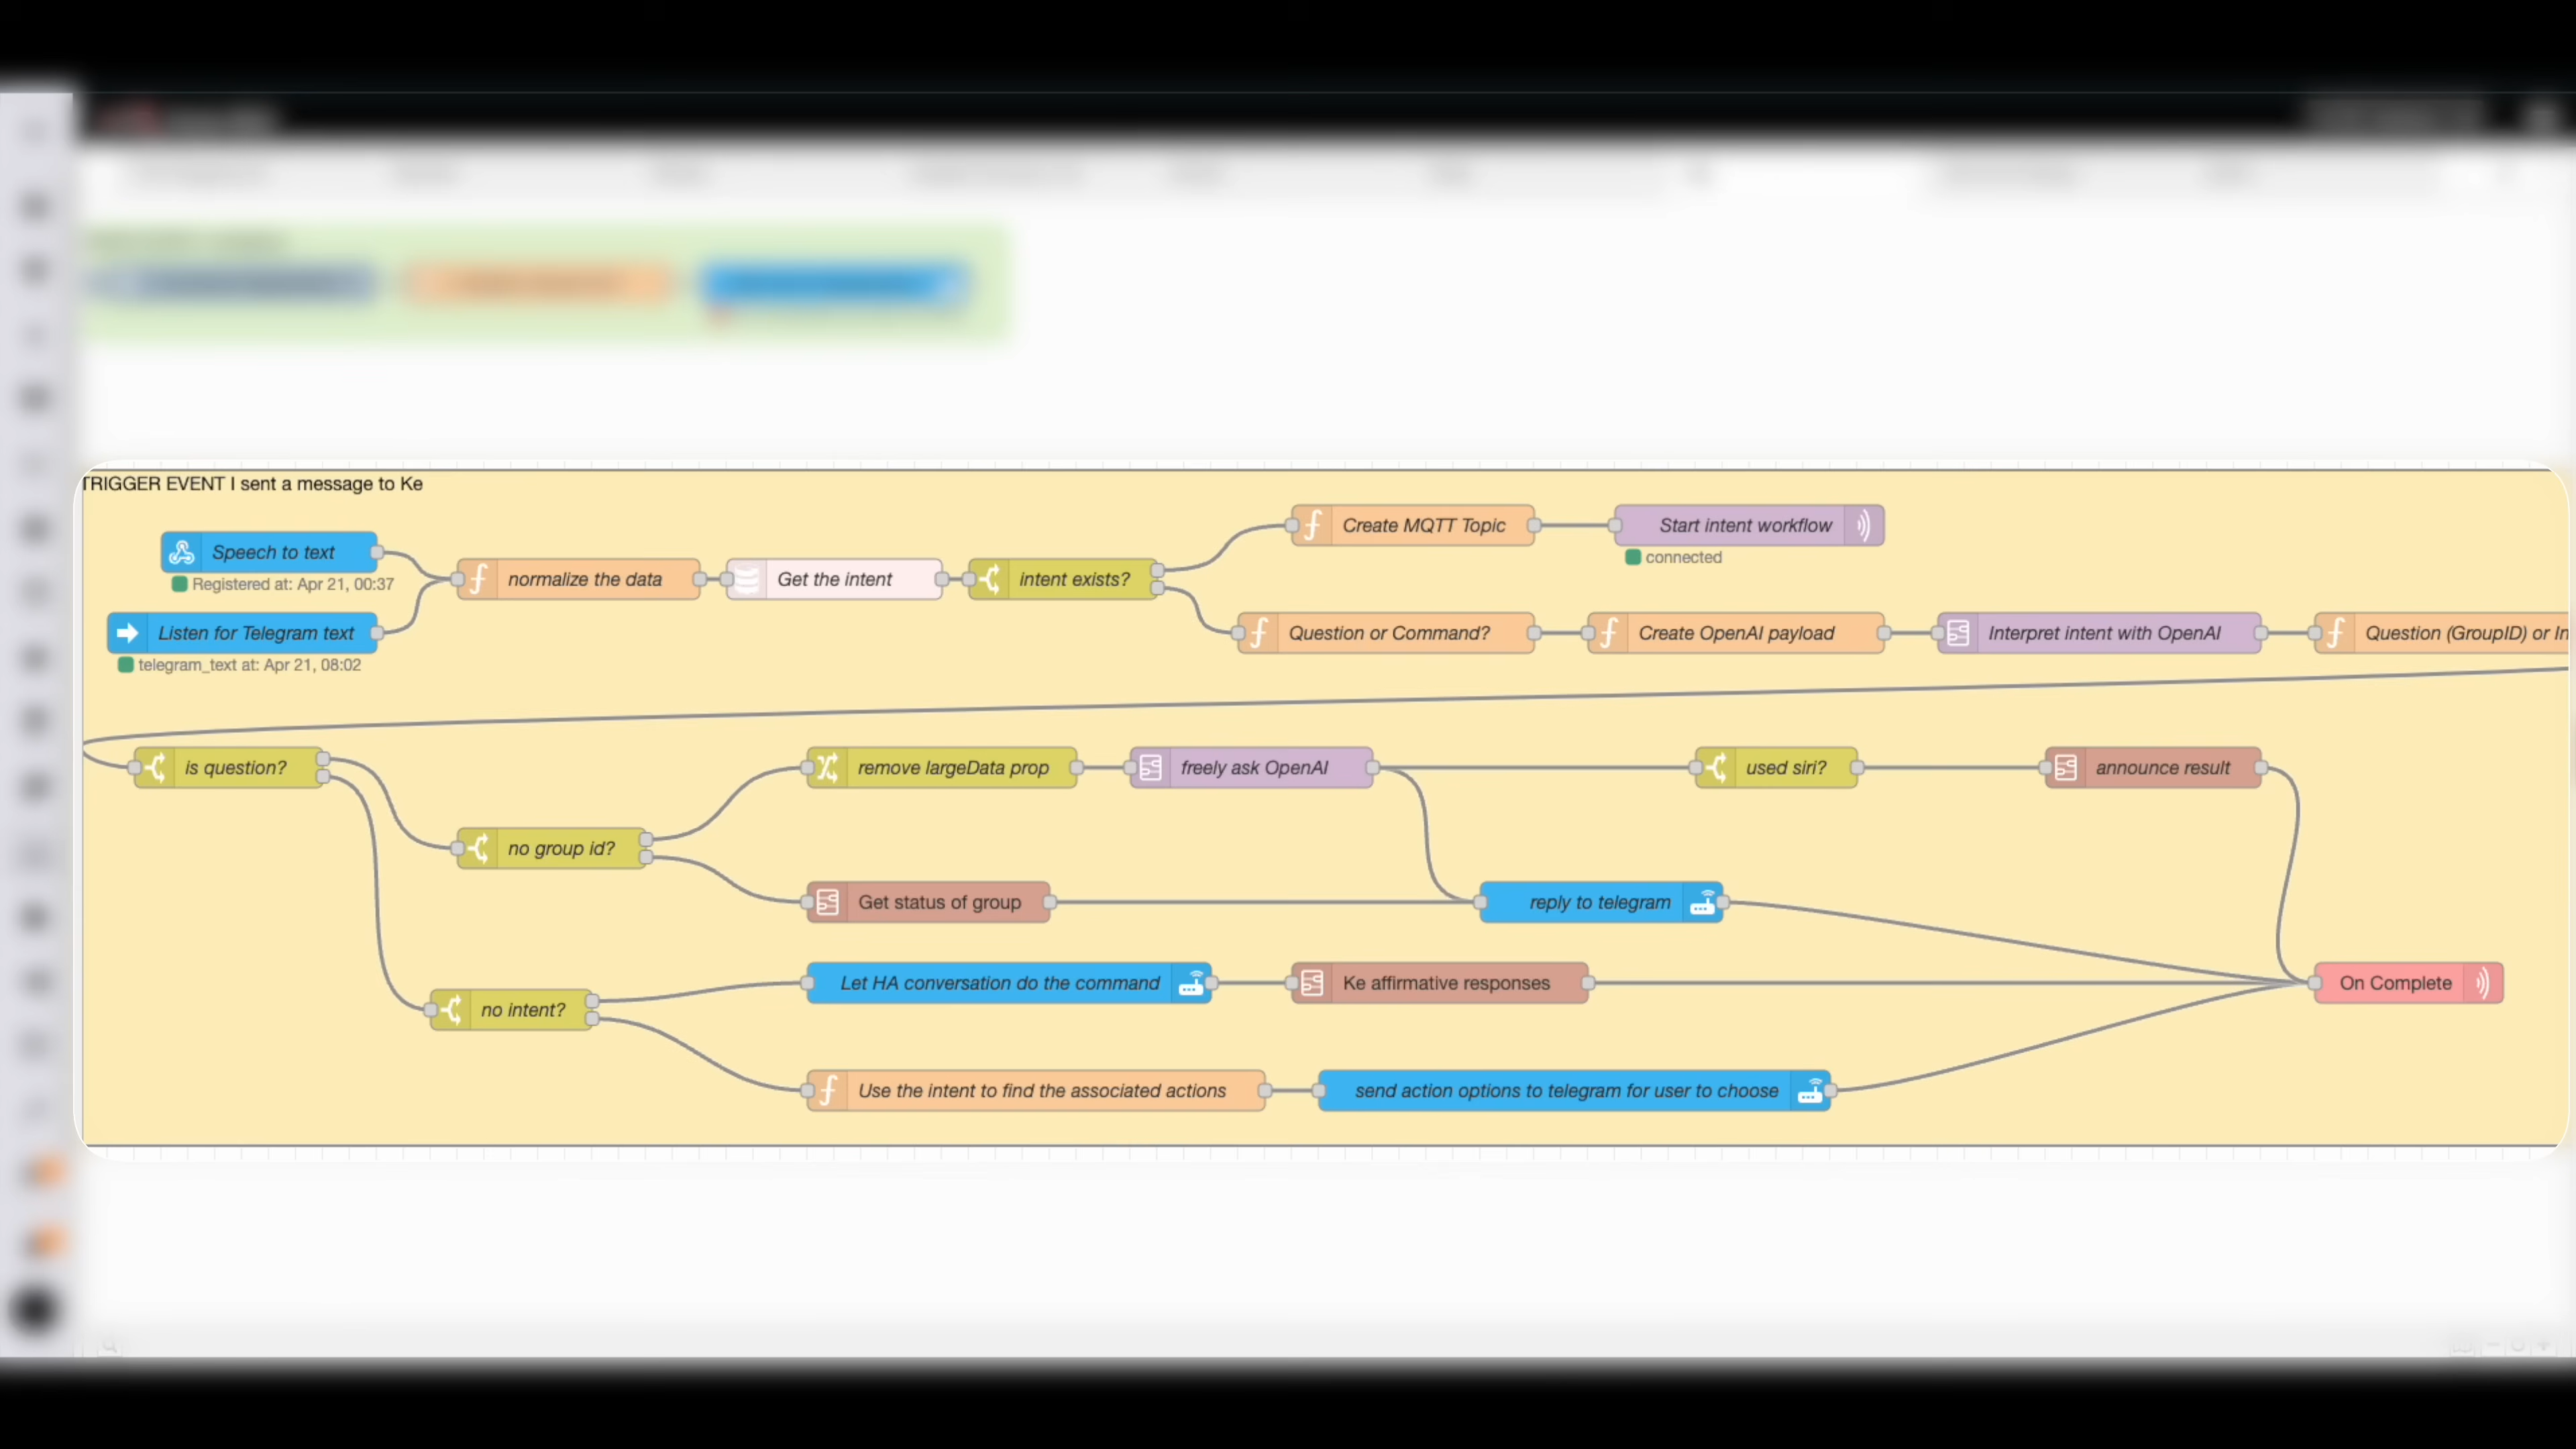 TRIGGER EVENT I sent a message to Ke
Speech to text
Registered at: Apr 21, 00:37
Listen for Telegram text
telegram_text at: Apr 21, 08:02
normalize the data
Get the intent
intent exists?
Create MQTT Topic
Start intent workflow
connected
Question or Command?
Create OpenAI payload
Interpret intent with OpenAI
Question (GroupID) or
is question?
no group id?
remove largeData prop
freely ask OpenAI
used siri?
announce result
Get status of group
reply to telegram
no intent?
Let HA conversation do the command
Ke affirmative responses
On Complete
Use the intent to find the associated actions
send action options to telegram for user to choose